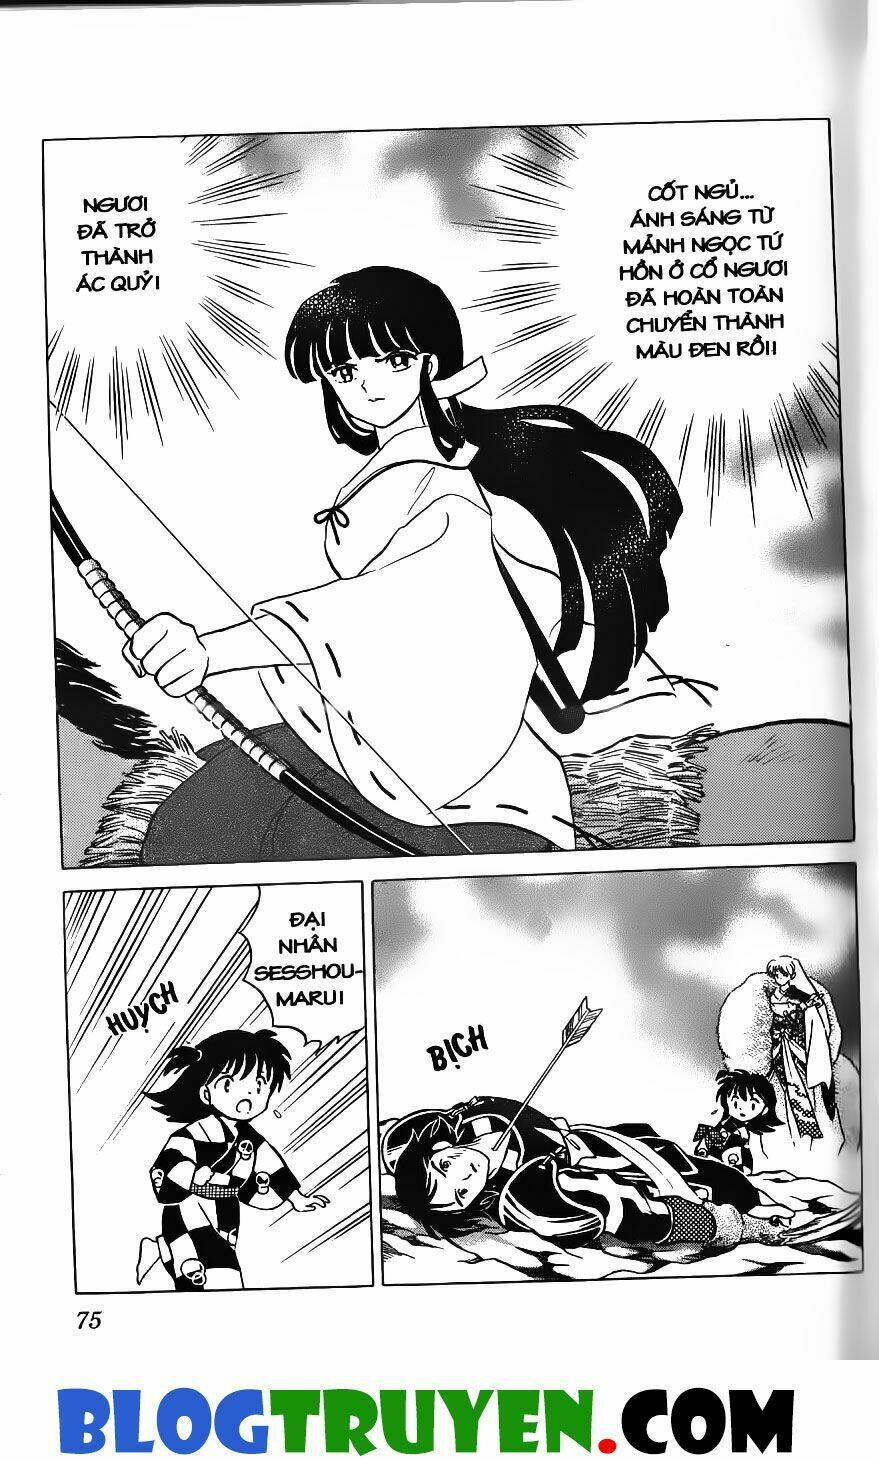 CỐT NGỦ...
ÁNH SÁNG TỪ
MẢNH NGỌC TỨ
HỒN Ở CỔ NGƯƠI
ĐÃ HOÀN TOÀN
CHUYỂN THÀNH
MÀU ĐEN RỒI!
NGƯƠI
ĐÃ TRỞ
THÀNH
ÁC QUỶ!
BỊCH
ĐẠI
NHÂN
SESSHOU-
MARU!
HUỴCH
75
BLOGTRUYEN.COM